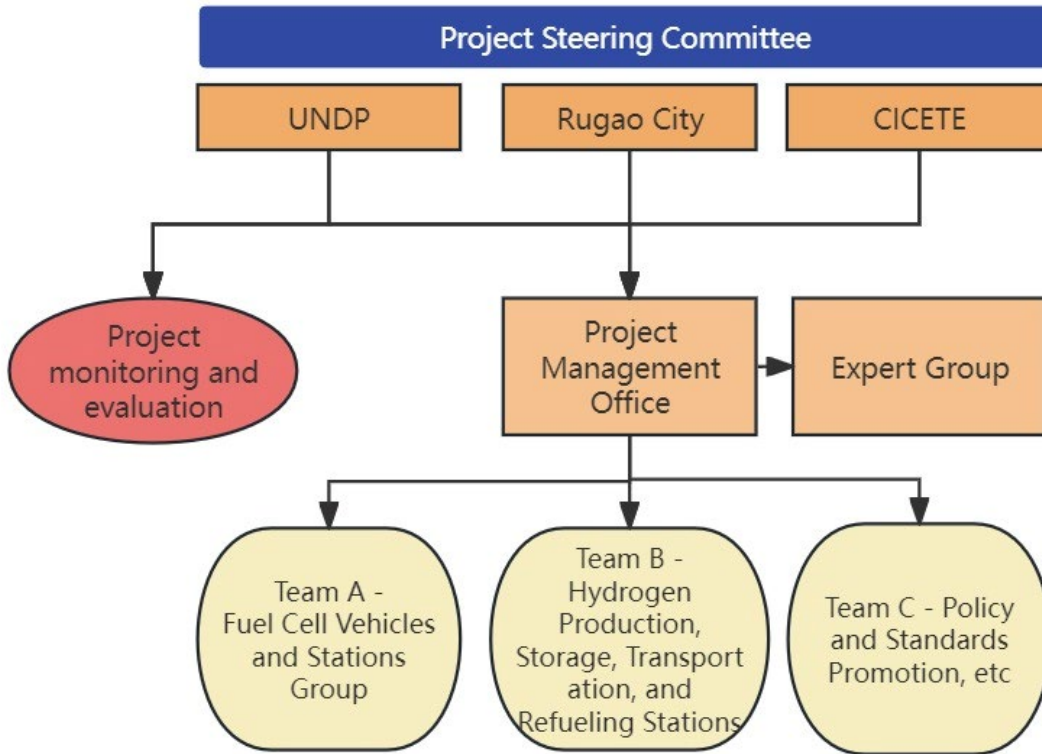 Project Steering Committee
UNDP
Rugao City
CICETE
Project
monitoring and
evaluation
Project
Management
Office
Expert Group
Team A -
Fuel Cell Vehicles
and Stations
Group
Team B -
Hydrogen
Production,
Storage, Transport
ation, and
Refueling Stations
Team C - Policy
and Standards
Promotion, etc